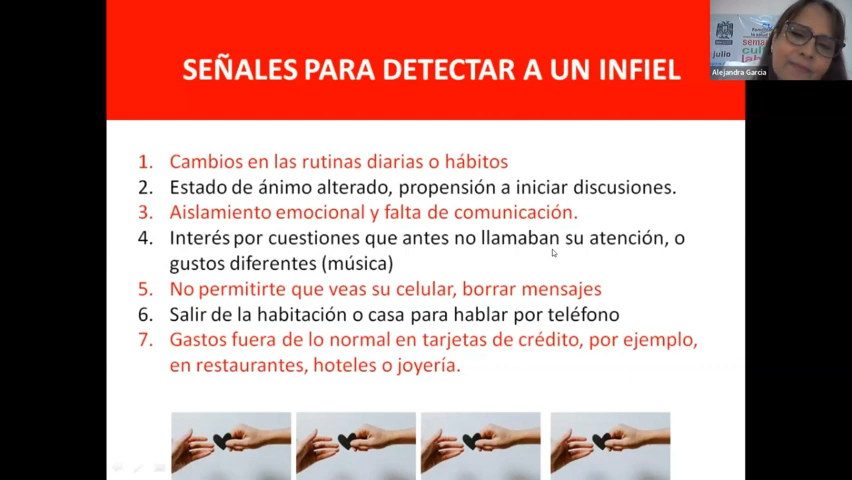 SEÑALES PARA DETECTAR A UN INFIEL
1. Cambios en las rutinas diarias o hábitos
2. Estado de ánimo alterado, propensión a iniciar discusiones.
3. Aislamiento emocional y falta de comunicación.
4. Interés por cuestiones que antes no llamaban su atención, o
gustos diferentes (música)
5. No permitirte que veas su celular, borrar mensajes
6. Salir de la habitación o casa para hablar por teléfono
7. Gastos fuera de lo normal en tarjetas de crédito, por ejemplo,
en restaurantes, hoteles o joyería.
julio
Alejandra García